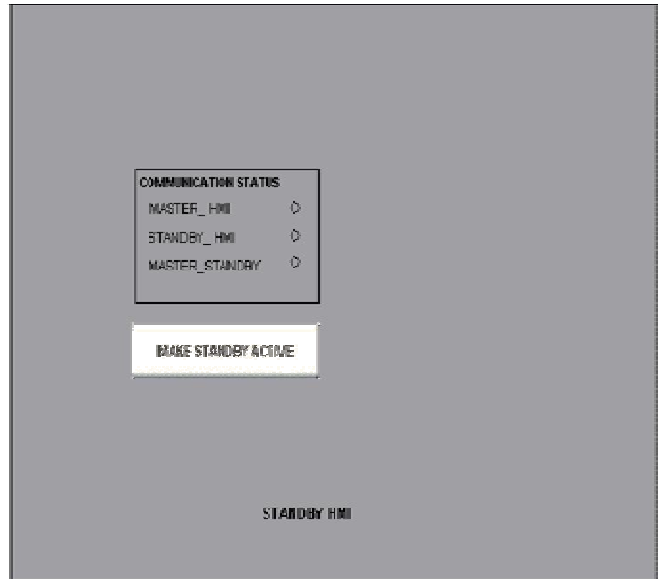 COMMUNICATION STATUS
MASTER_ HMI
STANDBY_ HMI
MASTER_STANDBY
MAKE STANDBY ACTIVE
STANDBY HMI